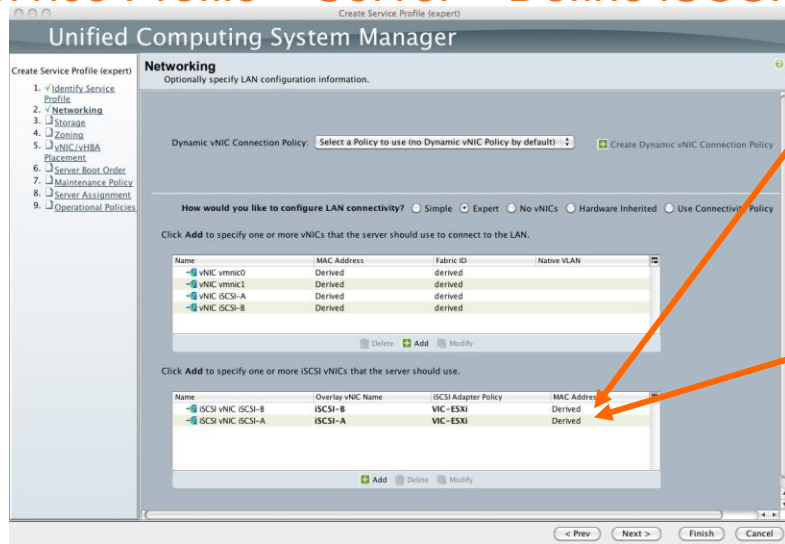 Create Service Profile (expert)
Unified Computing System Manager
Create Service Profile (expert)
1. √Identify Service
Profile
2. √Networking
3. Storage
4. Zoning
5. vNIC/vHBA
Placement
6. Server Boot Order
7. Maintenance Policy
8. Server Assignment
9. Operational Policies
Networking
Optionally specify LAN configuration information.
Dynamic vNIC Connection Policy: Select a Policy to use (no Dynamic vNIC Policy by default) Create Dynamic vNIC Connection Policy
How would you like to configure LAN connectivity? Simple Expert No vNICs Hardware Inherited Use Connectivity Policy
Click Add to specify one or more vNICs that the server should use to connect to the LAN.
Name MAC Address Fabric ID Native VLAN
vNIC vmnic0 Derived derived
vNIC vmnic1 Derived derived
vNIC iSCSI-A Derived derived
vNIC iSCSI-B Derived derived
Delete Add Modify
Click Add to specify one or more iSCSI vNICs that the server should use.
Name Overlay vNIC Name iSCSI Adapter Policy MAC Addres
iSCSI vNIC iSCSI-B iSCSI-B VIC-ESXi Derived
iSCSI vNIC iSCSI-A iSCSI-A VIC-ESXi Derived
Add Delete Modify
< Prev Next > Finish Cancel